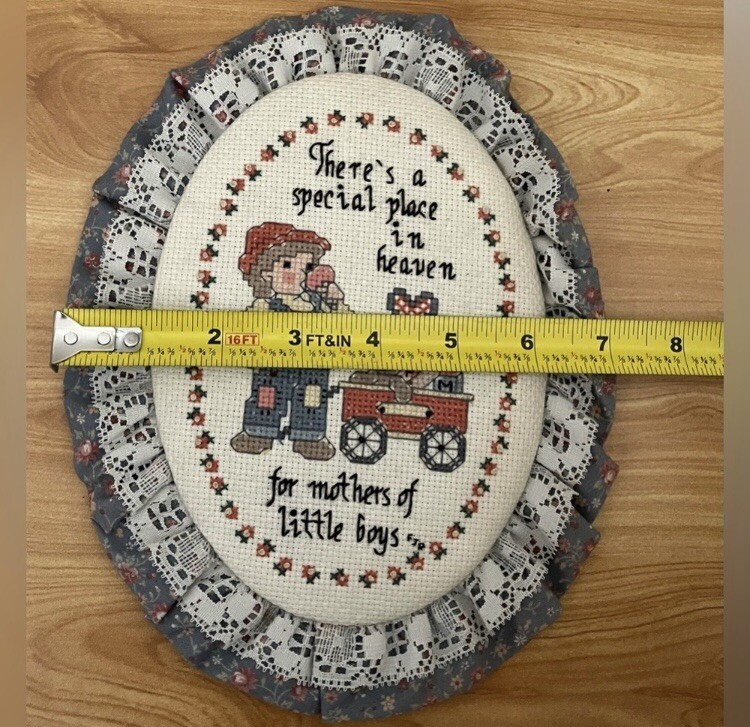 There's a
special place
in
heaven
2 16FT 3 FT&IN 4 5 6 7 8
M
for mothers of
little boys